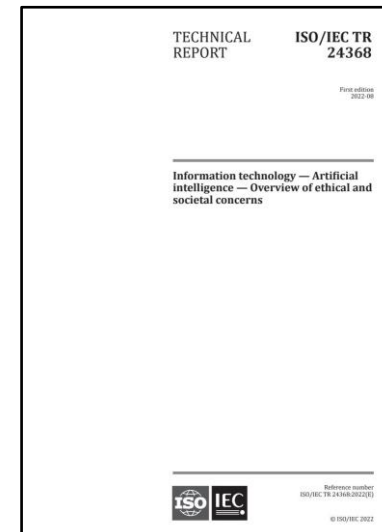 TECHNICAL REPORT
ISO/IEC TR 24368
First edition
2022-08
Information technology — Artificial
intelligence — Overview of ethical and
societal concerns
ISO
IEC
Reference number
ISO/IEC TR 24368:2022(E)
© ISO/IEC 2022